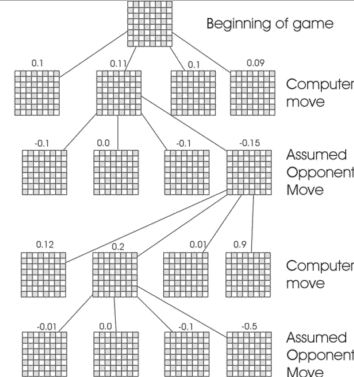 Beginning of game
0.1 0.11 0.1 0.09
Computer
move
-0.1 0.0 -0.1 -0.15
Assumed
Opponent
Move
0.12 0.2 0.01 0.9
Computer
move
-0.01 0.0 -0.1 -0.5
Assumed
Opponent
Move